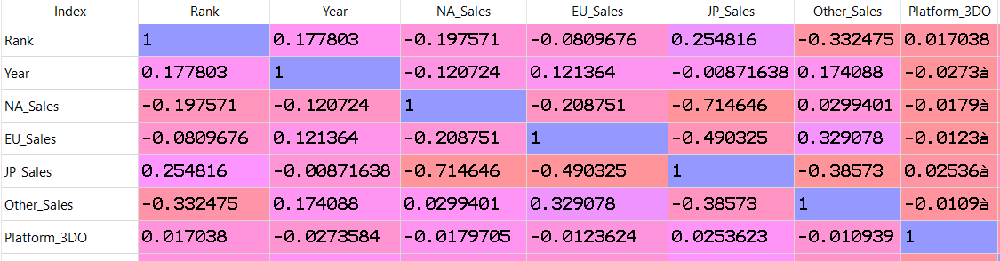 Index Rank Year NA_Sales EU_Sales JP_Sales Other_Sales Platform_3DO
Rank 1 0.177803 -0.197571 -0.0809676 0.254816 -0.332475 0.017038
Year 0.177803 1 -0.120724 0.121364 -0.00871638 0.174088 -0.0273à
NA_Sales -0.197571 -0.120724 1 -0.208751 -0.714646 0.0299401 -0.0179à
EU_Sales -0.0809676 0.121364 -0.208751 1 -0.490325 0.329078 -0.0123à
JP_Sales 0.254816 -0.00871638 -0.714646 -0.490325 1 -0.38573 0.02536à
Other_Sales -0.332475 0.174088 0.0299401 0.329078 -0.38573 1 -0.0109à
Platform_3DO 0.017038 -0.0273584 -0.0179705 -0.0123624 0.0253623 -0.010939 1